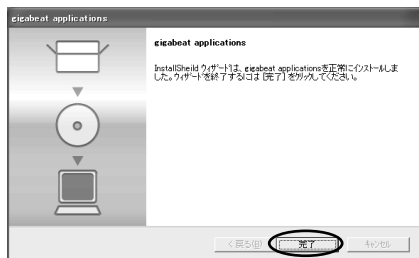 gigabeat applications
gigabeat applications
InstallSheild ウィザードは、gigabeat applicationsを正常にインストールしま
した。ウィザードを終了するには [完了] をクリックしてください。
< 戻る(B)
完了
キャンセル